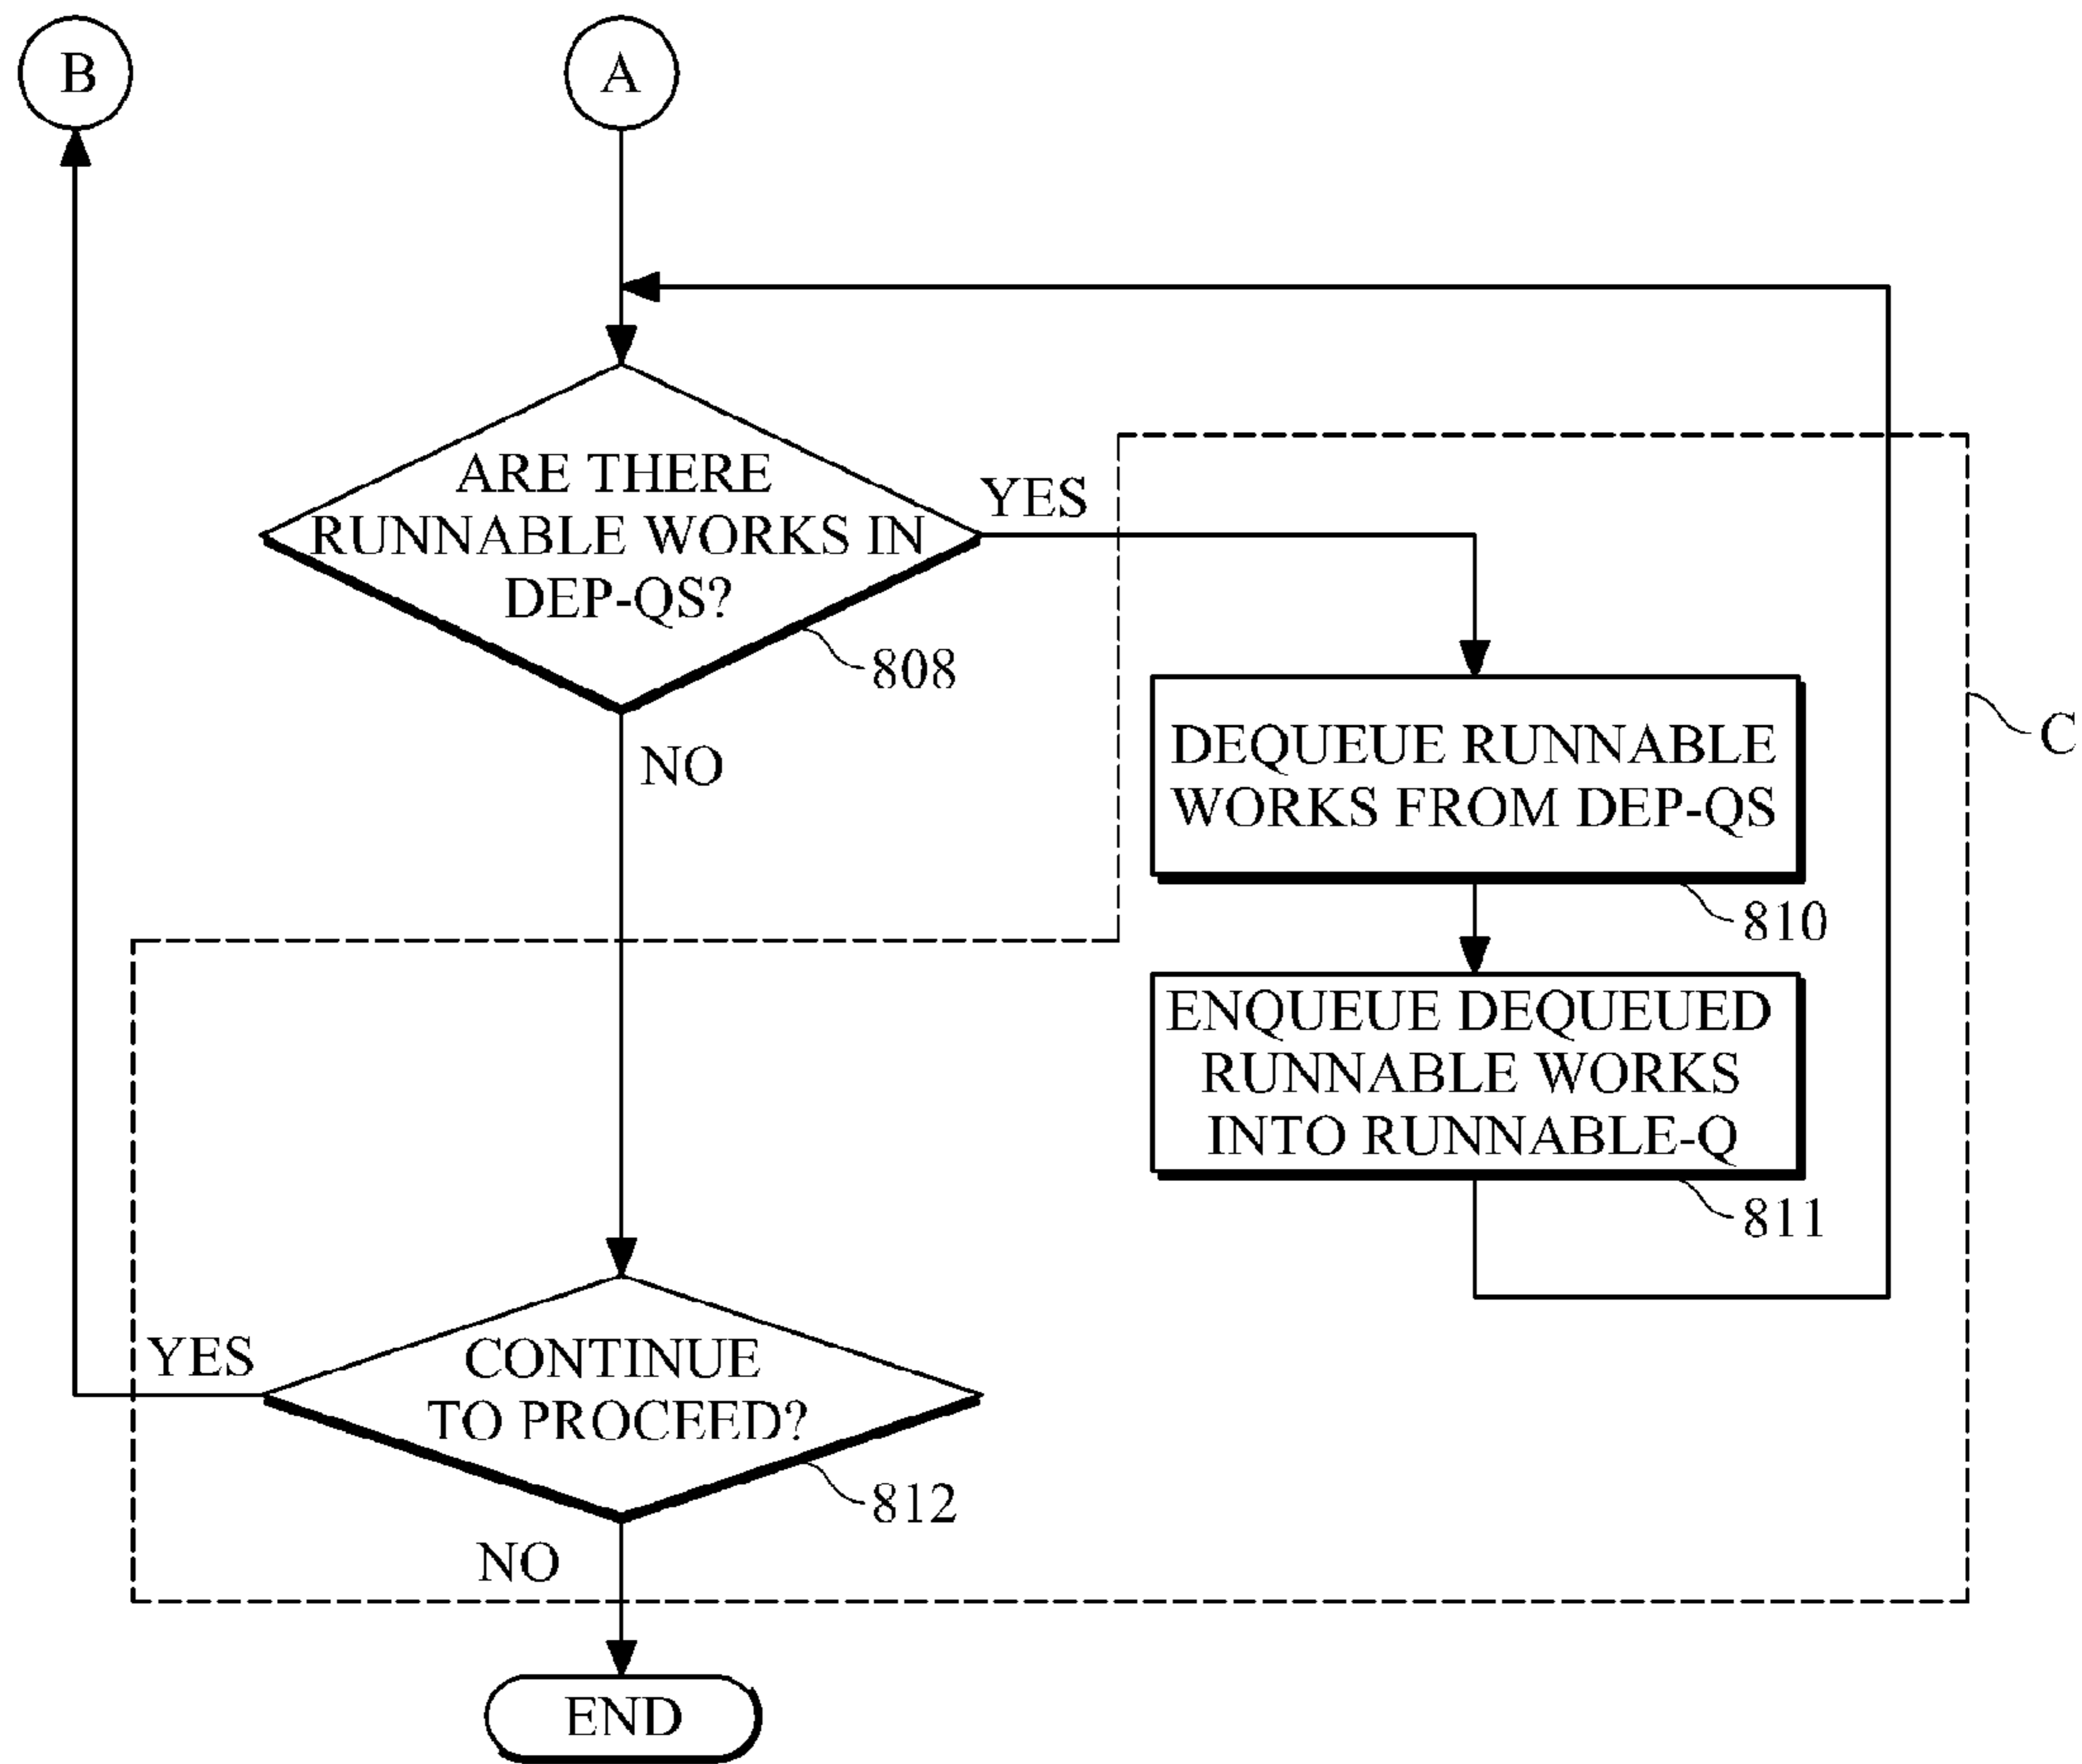 B
A
ARE THERE
RUNNABLE WORKS IN
DEP-QS?
YES
808
NO
DEQUEUE RUNNABLE
WORKS FROM DEP-QS
C
810
ENQUEUE DEQUEUED
RUNNABLE WORKS
INTO RUNNABLE-Q
811
YES
CONTINUE
TO PROCEED?
812
NO
END